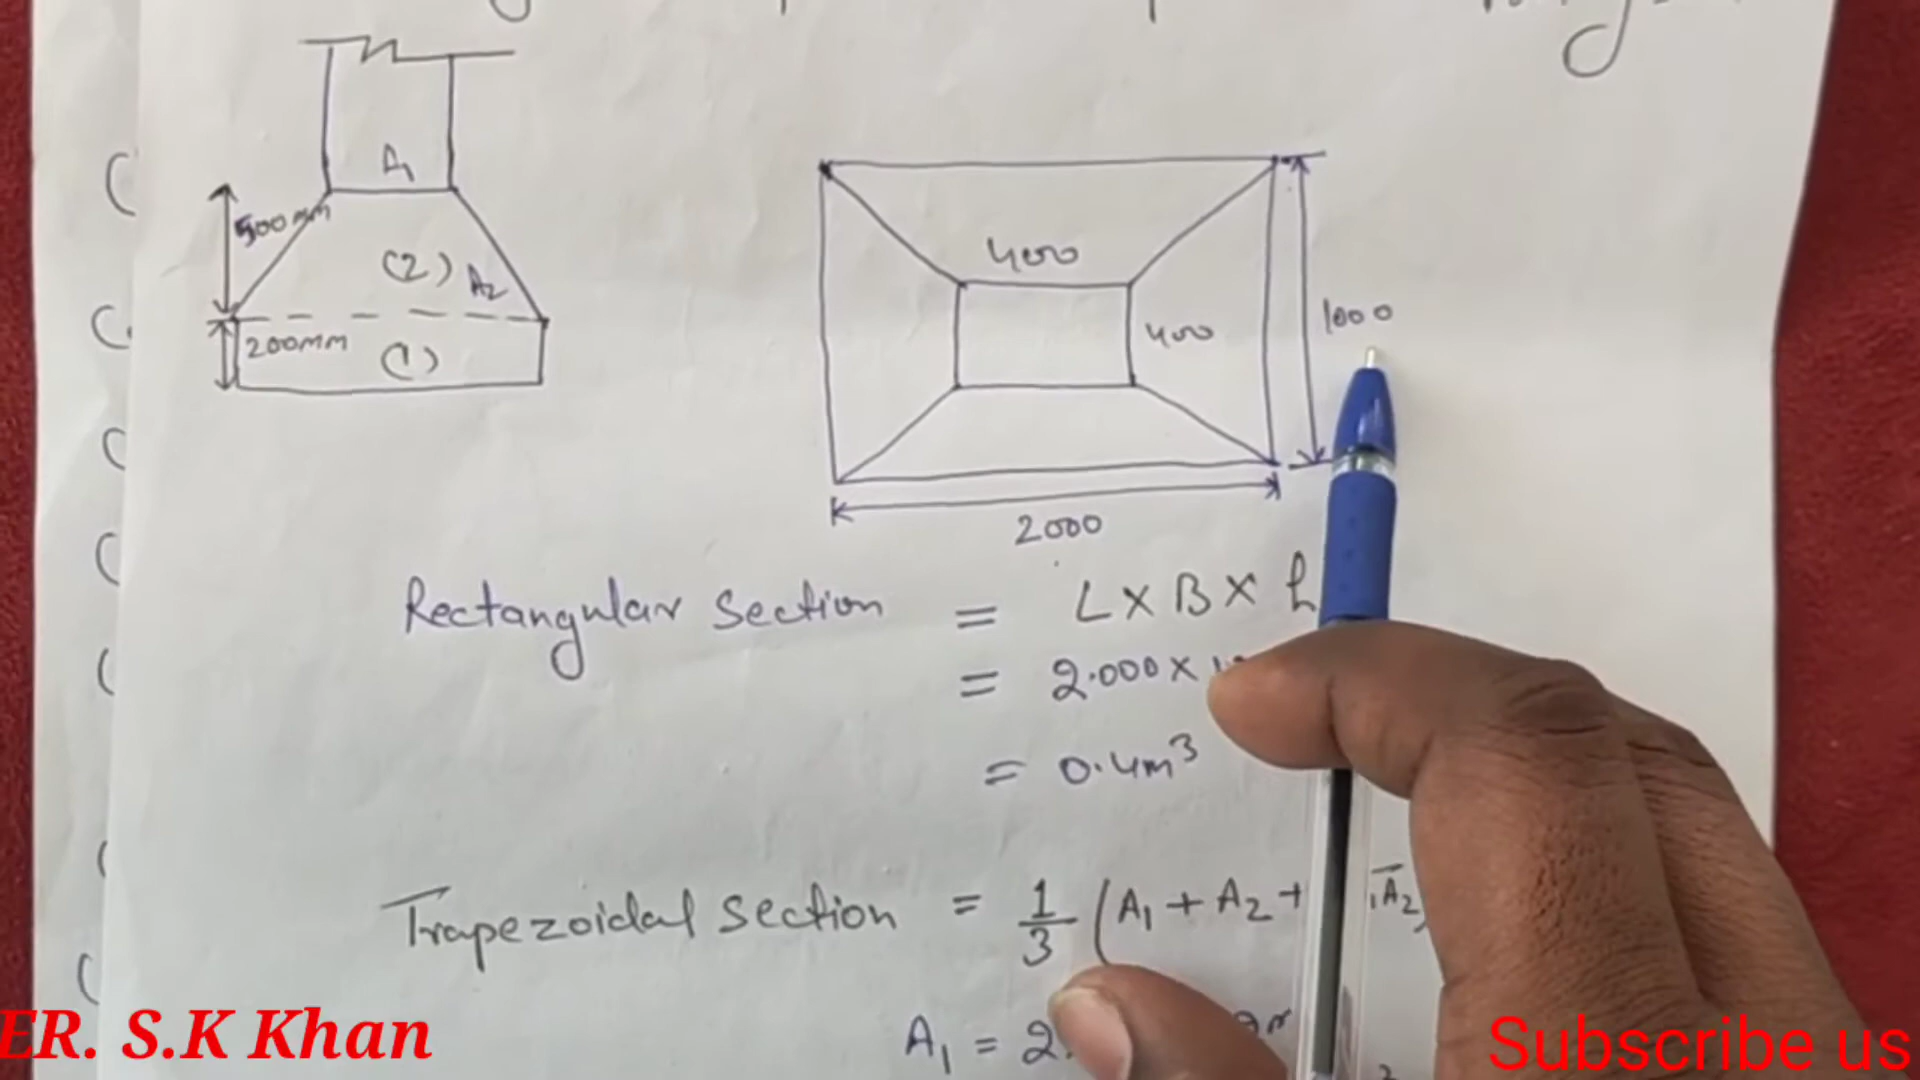 A1
500mm
(2) A2
200mm
(1)
400
400
1000
2000
Rectangular Section = L X B X h
= 2.000 X
= 0.4m³
Trapezoidal Section = 1/3 (A1 + A2 + A2)
A1 = 2.
ER. S.K Khan
Subscribe us